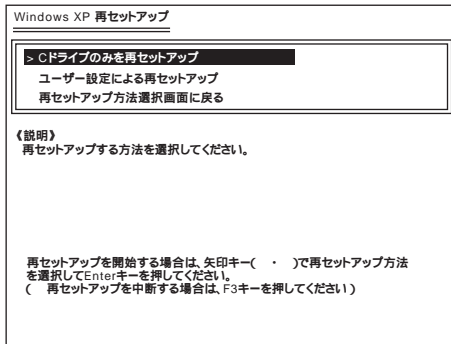 Windows XP 再セットアップ
> Cドライブのみを再セットアップ
ユーザー設定による再セットアップ
再セットアップ方法選択画面に戻る
《説明》
再セットアップする方法を選択してください。
再セットアップを開始する場合は、矢印キー( ・ )で再セットアップ方法
を選択してEnterキーを押してください。
( 再セットアップを中断する場合は、F3キーを押してください)